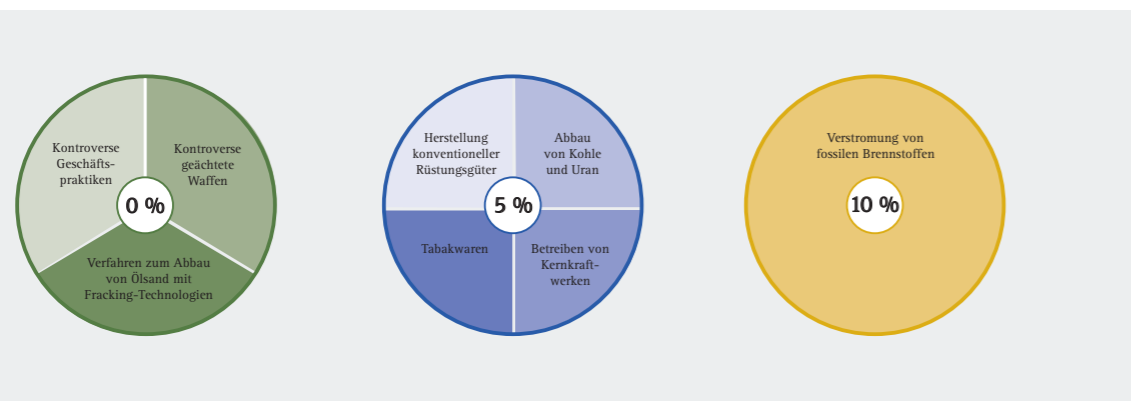 Kontroverse
Geschäfts-
praktiken
Kontroverse
geächtete
Waffen
0 %
Verfahren zum Abbau
von Ölsand mit
Fracking-Technologien
Herstellung
konventioneller
Rüstungsgüter
Abbau
von Kohle
und Uran
5 %
Tabakwaren
Betreiben von
Kernkraft-
werken
Verstromung von
fossilen Brennstoffen
10 %